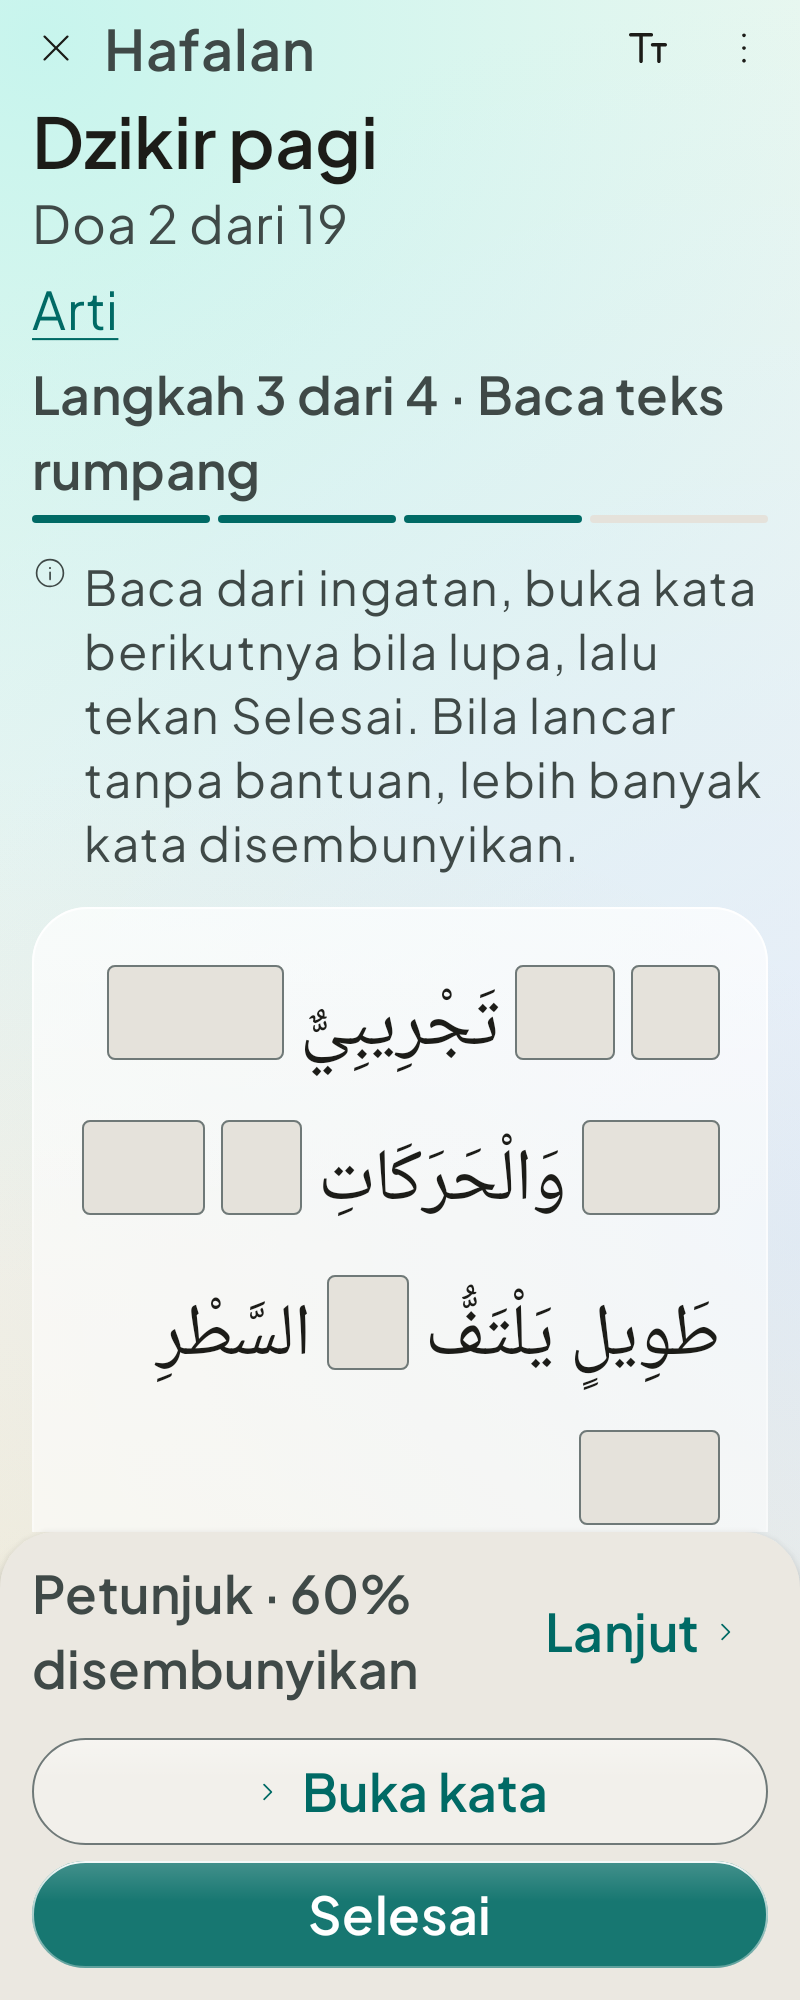 Hafalan
Dzikir pagi
Doa 2 dari 19
Arti
Langkah 3 dari 4 · Baca teks
rumpang
Baca dari ingatan, buka kata
berikutnya bila lupa, lalu
tekan Selesai. Bila lancar
tanpa bantuan, lebih banyak
kata disembunyikan.
تَجْرِيبِيٌّ
وَالْحَرَكَاتِ
طَوِيلٍ يَلْتَفُّ السَّطْرِ
Petunjuk · 60%
disembunyikan
Lanjut
Buka kata
Selesai